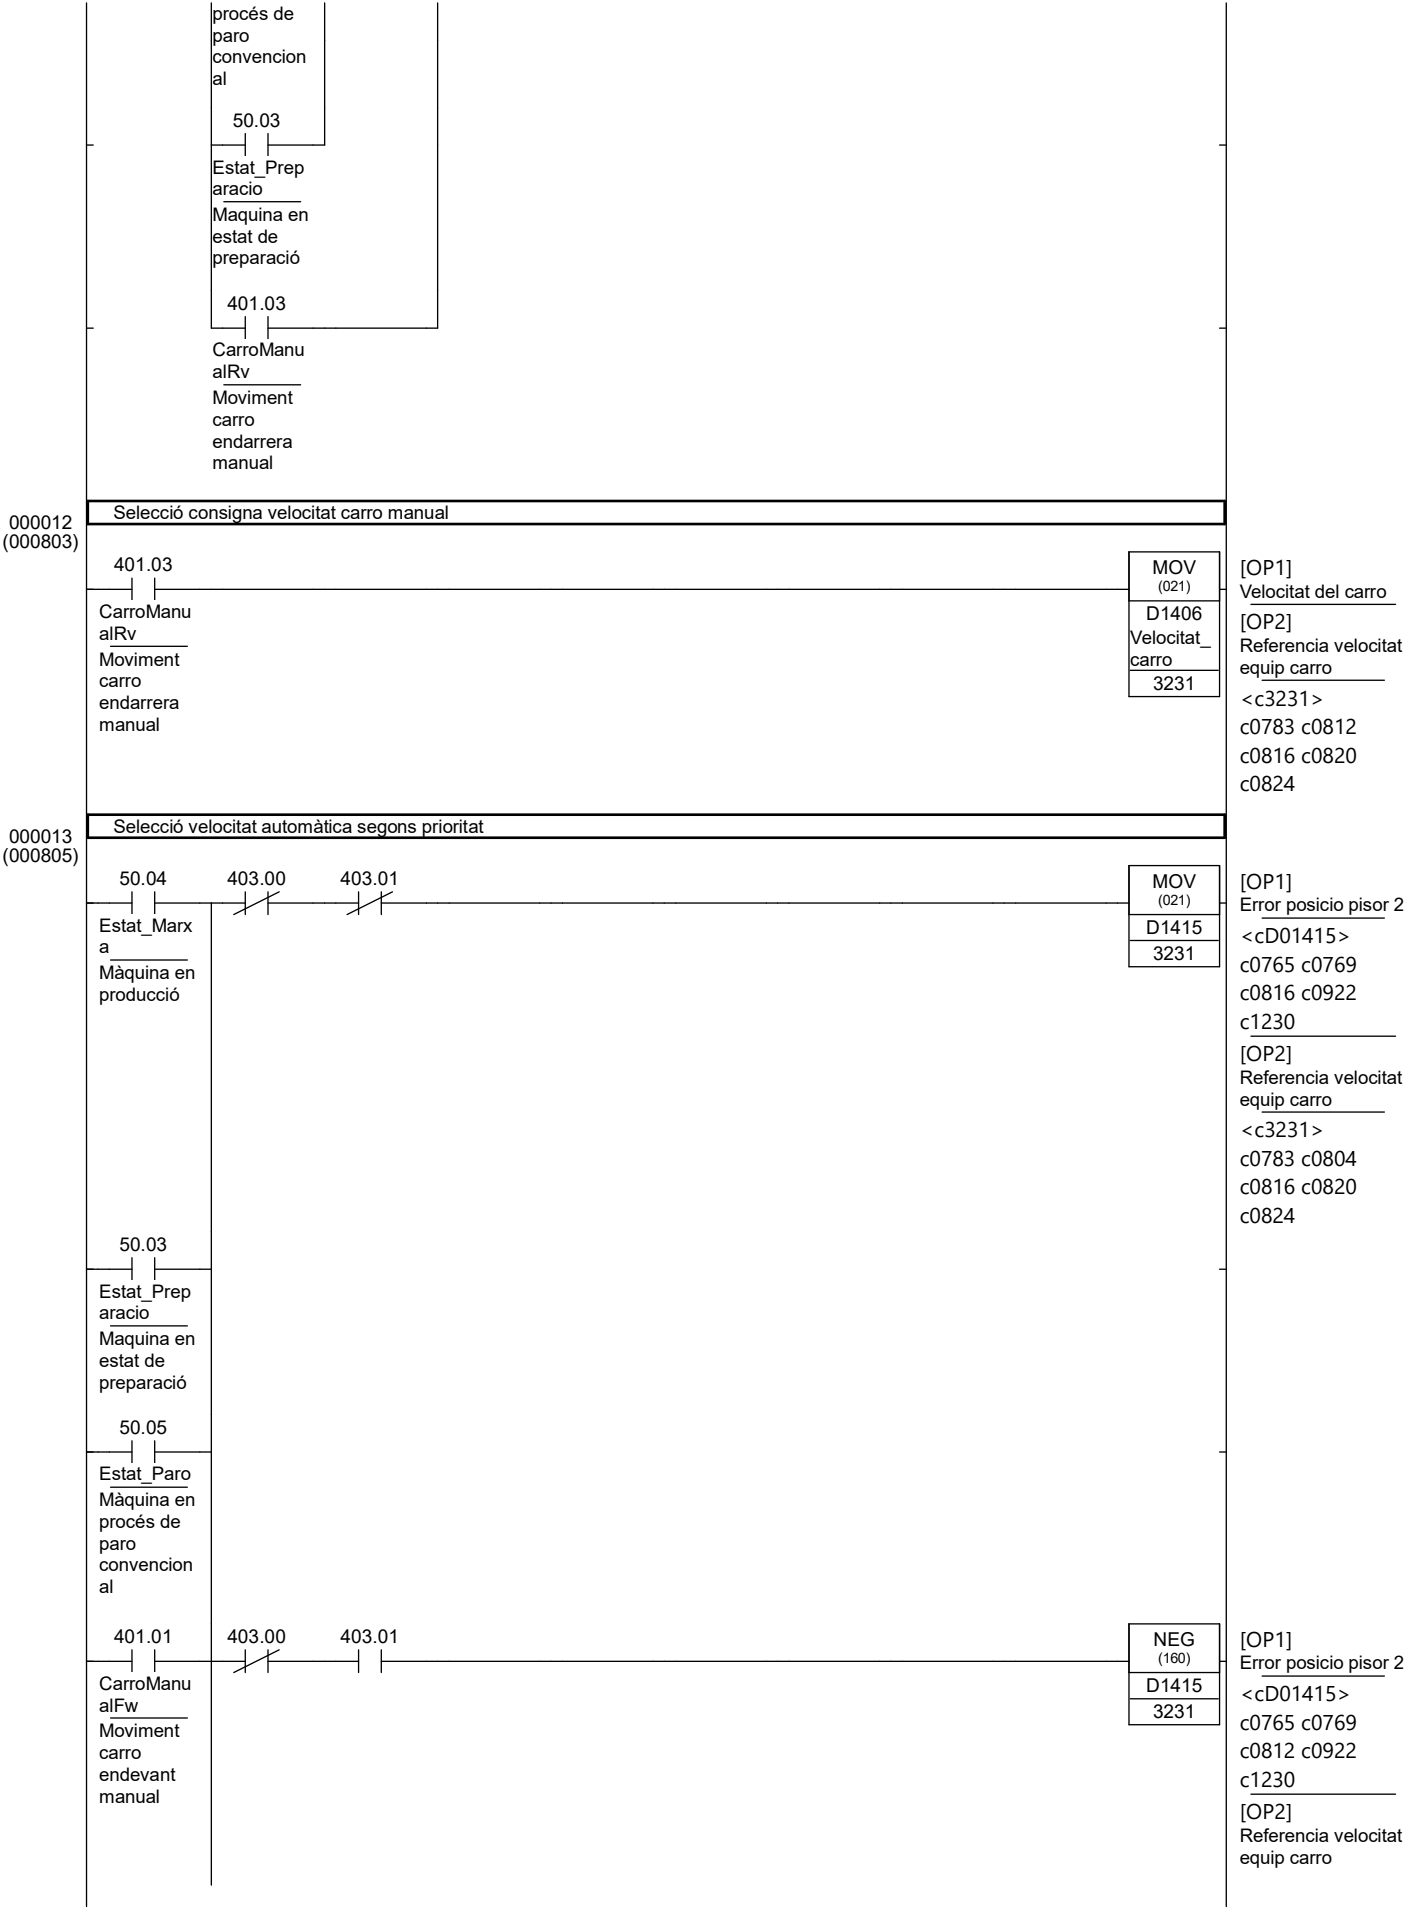 procés de
paro
convencion
al
50.03
Estat_Prep
aracio
Maquina en
estat de
preparació
401.03
CarroManu
alRv
Moviment
carro
endarrera
manual
000012
(000803)
Selecció consigna velocitat carro manual
401.03
CarroManu
alRv
Moviment
carro
endarrera
manual
MOV
(021)
D1406
Velocitat_
carro
3231
[OP1]
Velocitat del carro
[OP2]
Referencia velocitat
equip carro
<c3231>
c0783 c0812
c0816 c0820
c0824
000013
(000805)
Selecció velocitat automàtica segons prioritat
50.04
403.00
403.01
Estat_Marx
a
Màquina en
producció
MOV
(021)
D1415
3231
[OP1]
Error posicio pisor 2
<cD01415>
c0765 c0769
c0816 c0922
c1230
[OP2]
Referencia velocitat
equip carro
<c3231>
c0783 c0804
c0816 c0820
c0824
50.03
Estat_Prep
aracio
Maquina en
estat de
preparació
50.05
Estat_Paro
Màquina en
procés de
paro
convencion
al
401.01
403.00
403.01
CarroManu
alFw
Moviment
carro
endevant
manual
NEG
(160)
D1415
3231
[OP1]
Error posicio pisor 2
<cD01415>
c0765 c0769
c0812 c0922
c1230
[OP2]
Referencia velocitat
equip carro